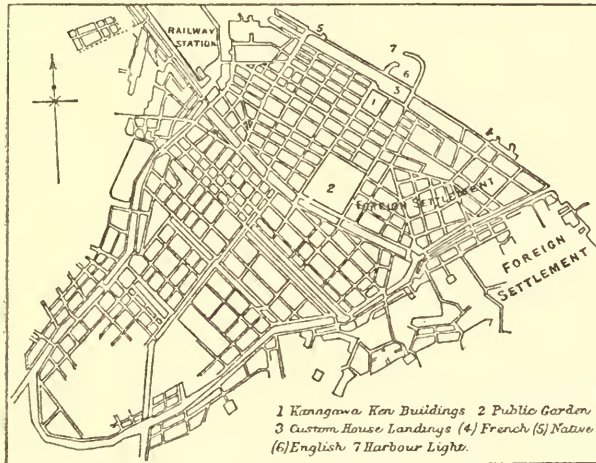 RAILWAY
STATION
5
7
6
3
1
4
2
FOREIGN SETTLEMENT
FOREIGN
SETTLEMENT
1 Kanagawa Ken Buildings 2 Public Garden
3 Custom House Landings (4) French (5) Native
(6) English 7 Harbour Light.